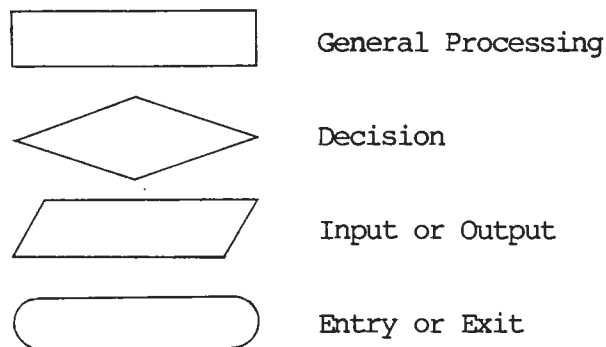 General Processing
Decision
Input or Output
Entry or Exit